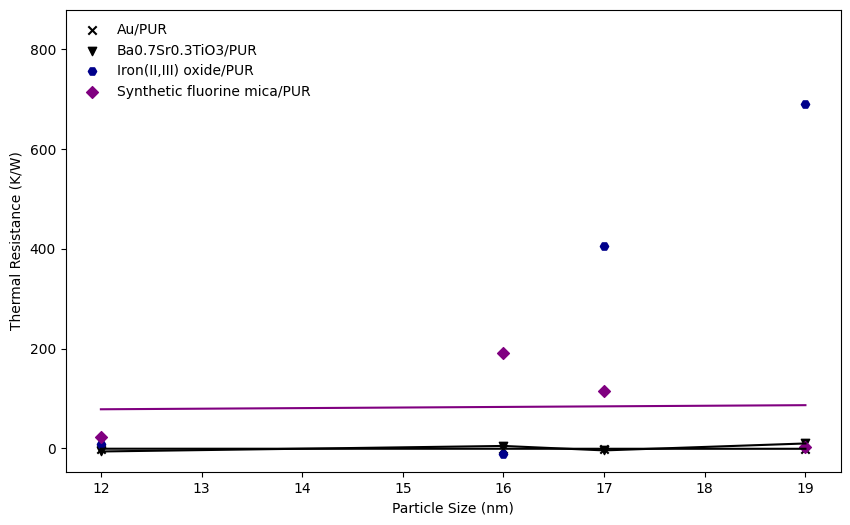 Au/PUR
Ba0.7Sr0.3TiO3/PUR
Iron(II,III) oxide/PUR
Synthetic fluorine mica/PUR
800
600
400
200
0
Thermal Resistance (K/W)
12 13 14 15 16 17 18 19
Particle Size (nm)